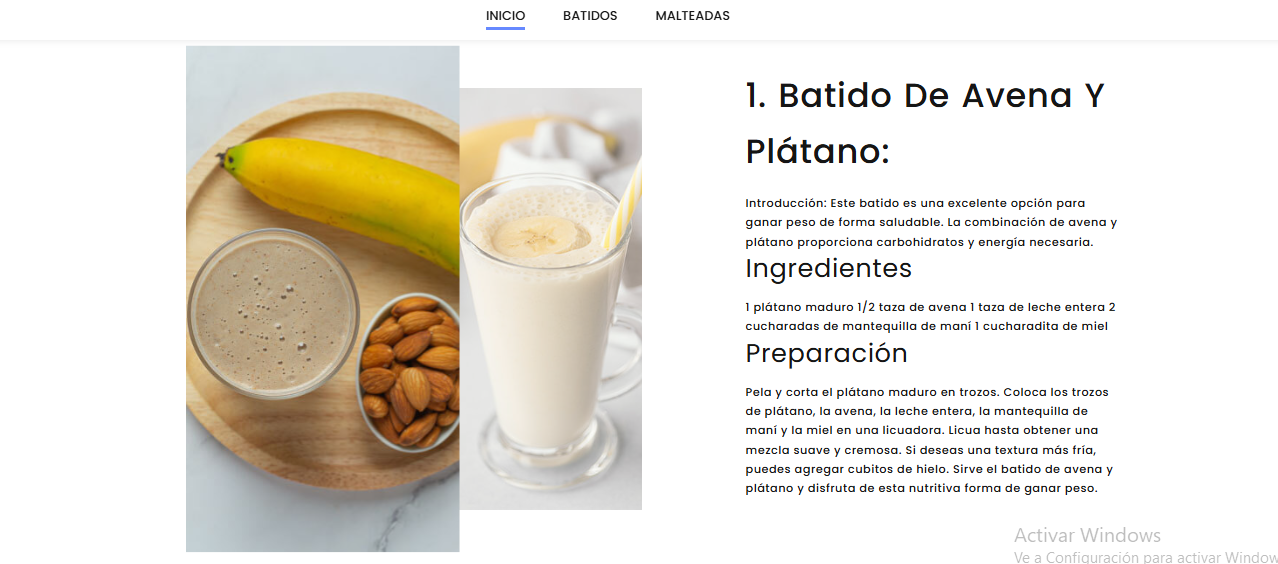 INICIO BATIDOS MALTEADAS
1. Batido De Avena Y
Plátano:
Introducción: Este batido es una excelente opción para
ganar peso de forma saludable. La combinación de avena y
plátano proporciona carbohidratos y energía necesaria.
Ingredientes
1 plátano maduro 1/2 taza de avena 1 taza de leche entera 2
cucharadas de mantequilla de maní 1 cucharadita de miel
Preparación
Pela y corta el plátano maduro en trozos. Coloca los trozos
de plátano, la avena, la leche entera, la mantequilla de
maní y la miel en una licuadora. Licua hasta obtener una
mezcla suave y cremosa. Si deseas una textura más fría,
puedes agregar cubitos de hielo. Sirve el batido de avena y
plátano y disfruta de esta nutritiva forma de ganar peso.
Activar Windows
Ve a Configuración para activar Window